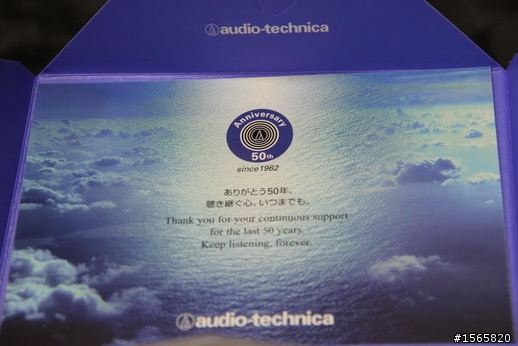 audio-technica
Anniversary
50th
since1962
ありがとう50年。
聴き継ぐ心、いつまでも。
Thank you for your continuous support
for the last 50 years.
Keep listening, forever.
audio-technica
#1565820